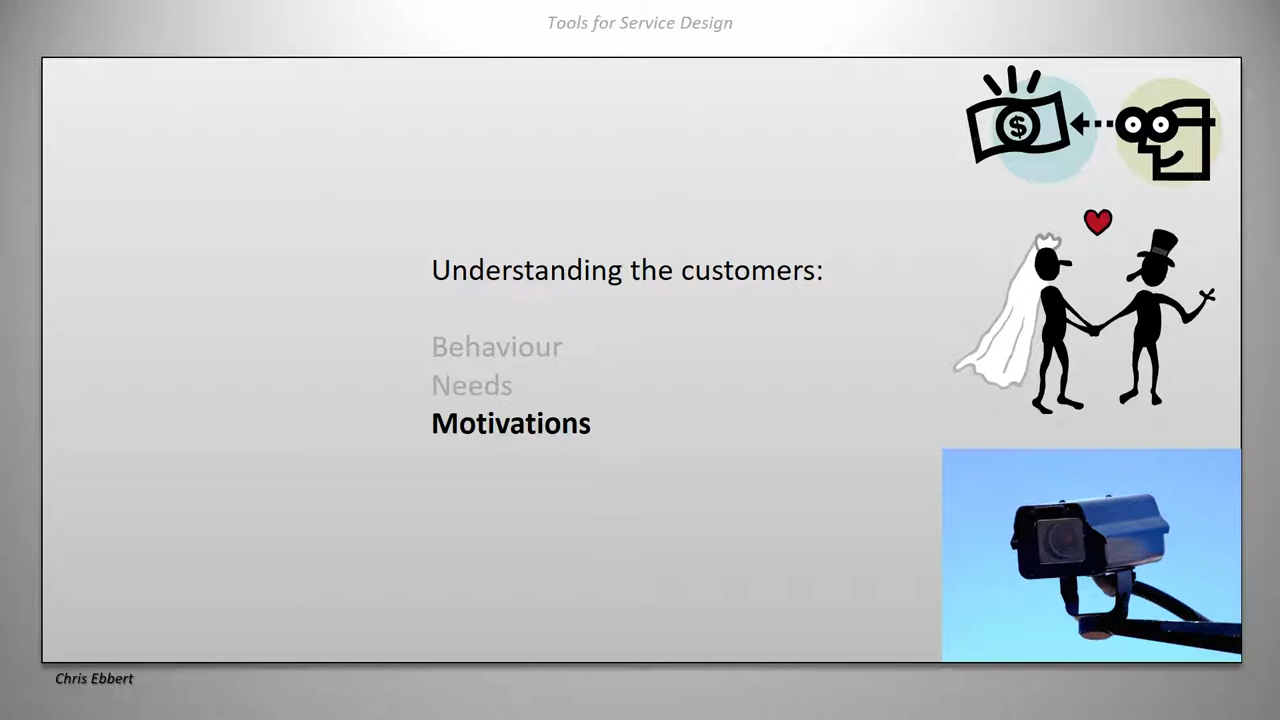 Tools for Service Design
$
Understanding the customers:
Behaviour
Needs
Motivations
Chris Ebbert